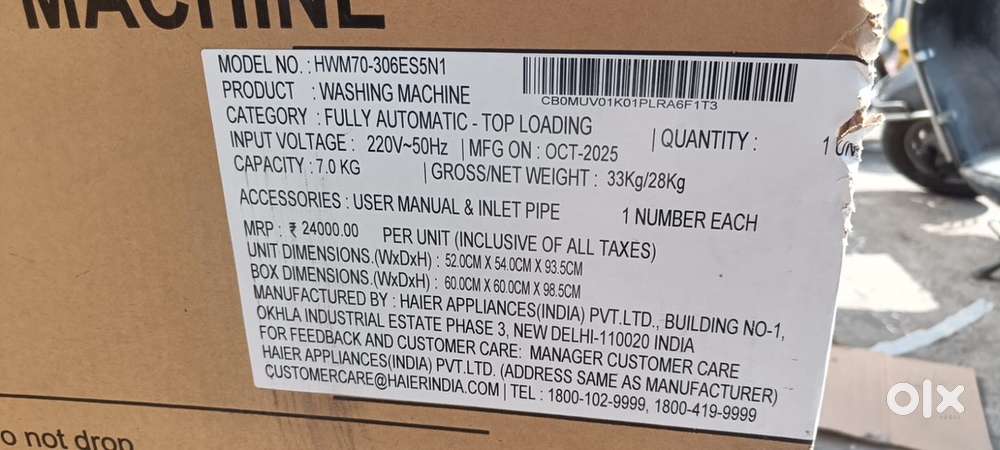 MACHINE
MODEL NO. : HWM70-306ES5N1
CB0MUV01K01PLRA6F1T3
PRODUCT : WASHING MACHINE
CATEGORY : FULLY AUTOMATIC - TOP LOADING | QUANTITY : 1
INPUT VOLTAGE : 220V~50Hz | MFG ON : OCT-2025
CAPACITY : 7.0 KG | GROSS/NET WEIGHT : 33Kg/28Kg
ACCESSORIES : USER MANUAL & INLET PIPE 1 NUMBER EACH
MRP : ₹ 24000.00 PER UNIT (INCLUSIVE OF ALL TAXES)
UNIT DIMENSIONS.(WxDxH) : 52.0CM X 54.0CM X 93.5CM
BOX DIMENSIONS.(WxDxH) : 60.0CM X 60.0CM X 98.5CM
MANUFACTURED BY : HAIER APPLIANCES(INDIA) PVT.LTD., BUILDING NO-1,
OKHLA INDUSTRIAL ESTATE PHASE 3, NEW DELHI-110020 INDIA
FOR FEEDBACK AND CUSTOMER CARE: MANAGER CUSTOMER CARE
HAIER APPLIANCES(INDIA) PVT.LTD. (ADDRESS SAME AS MANUFACTURER)
CUSTOMERCARE@HAIERINDIA.COM | TEL : 1800-102-9999, 1800-419-9999
o not drop
olx